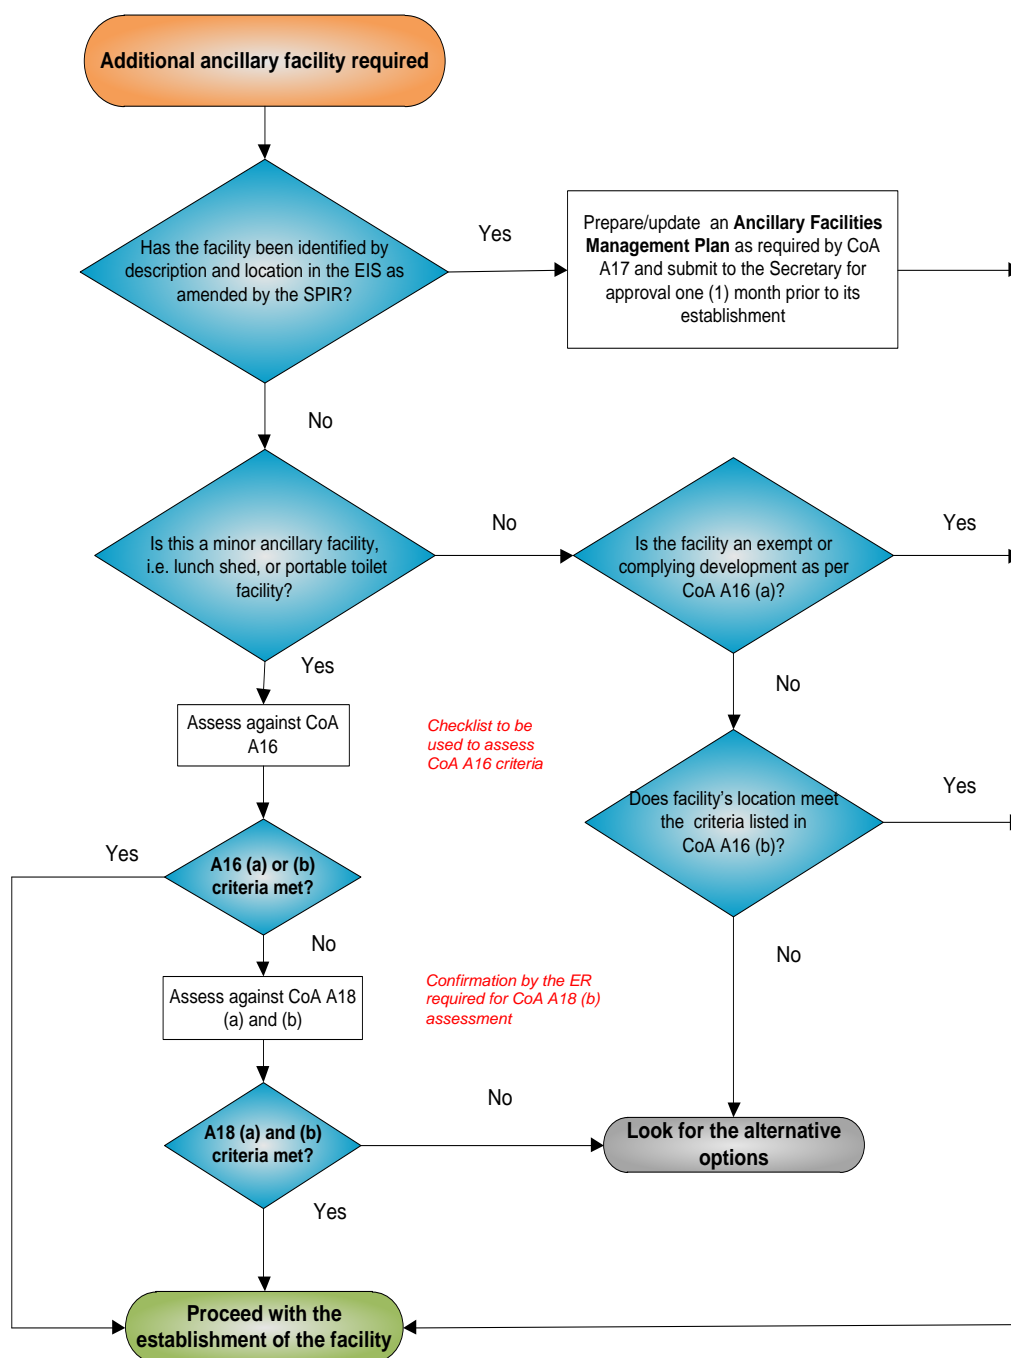 Additional ancillary facility required
Has the facility been identified by
description and location in the EIS as
amended by the SPIR?
Yes
Prepare/update an Ancillary Facilities
Management Plan as required by CoA
A17 and submit to the Secretary for
approval one (1) month prior to its
establishment
No
Is this a minor ancillary facility,
i.e. lunch shed, or portable toilet
facility?
No
Is the facility an exempt or
complying development as per
CoA A16 (a)?
Yes
Yes
No
Assess against CoA
A16
Checklist to be
used to assess
CoA A16 criteria
Does facility's location meet
the criteria listed in
CoA A16 (b)?
Yes
Yes
A16 (a) or (b)
criteria met?
No
No
Assess against CoA A18
(a) and (b)
Confirmation by the ER
required for CoA A18 (b)
assessment
A18 (a) and (b)
criteria met?
No
Look for the alternative
options
Yes
Proceed with the
establishment of the facility